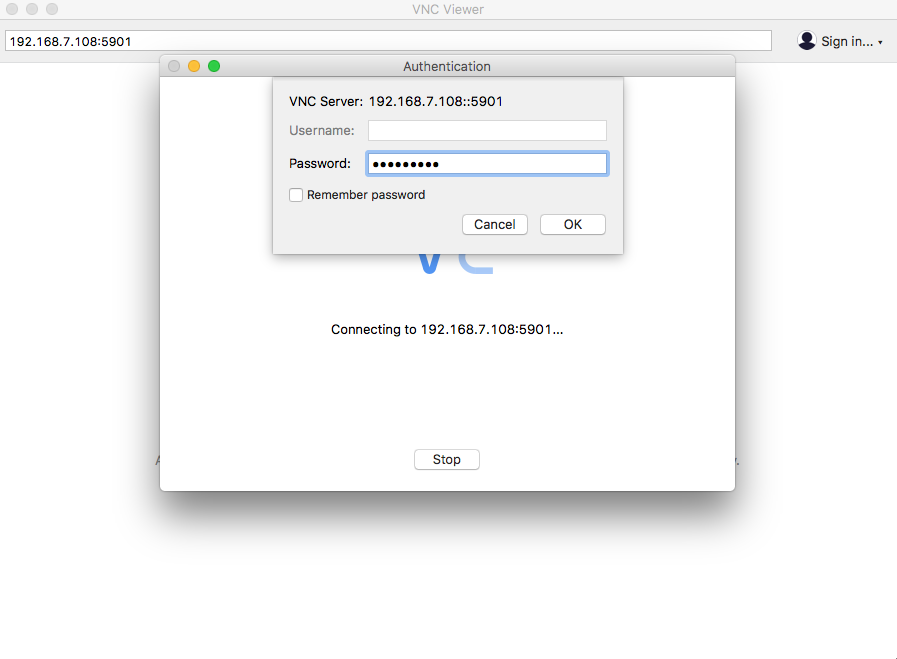 VNC Viewer
192.168.7.108:5901
Sign in...
Authentication
VNC Server: 192.168.7.108::5901
Username:
Password: ●●●●●●●●●
Remember password
Cancel OK
Connecting to 192.168.7.108:5901...
Stop